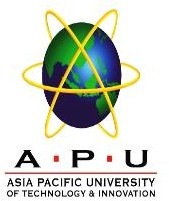 A · P · U
ASIA PACIFIC UNIVERSITY
OF TECHNOLOGY & INNOVATION